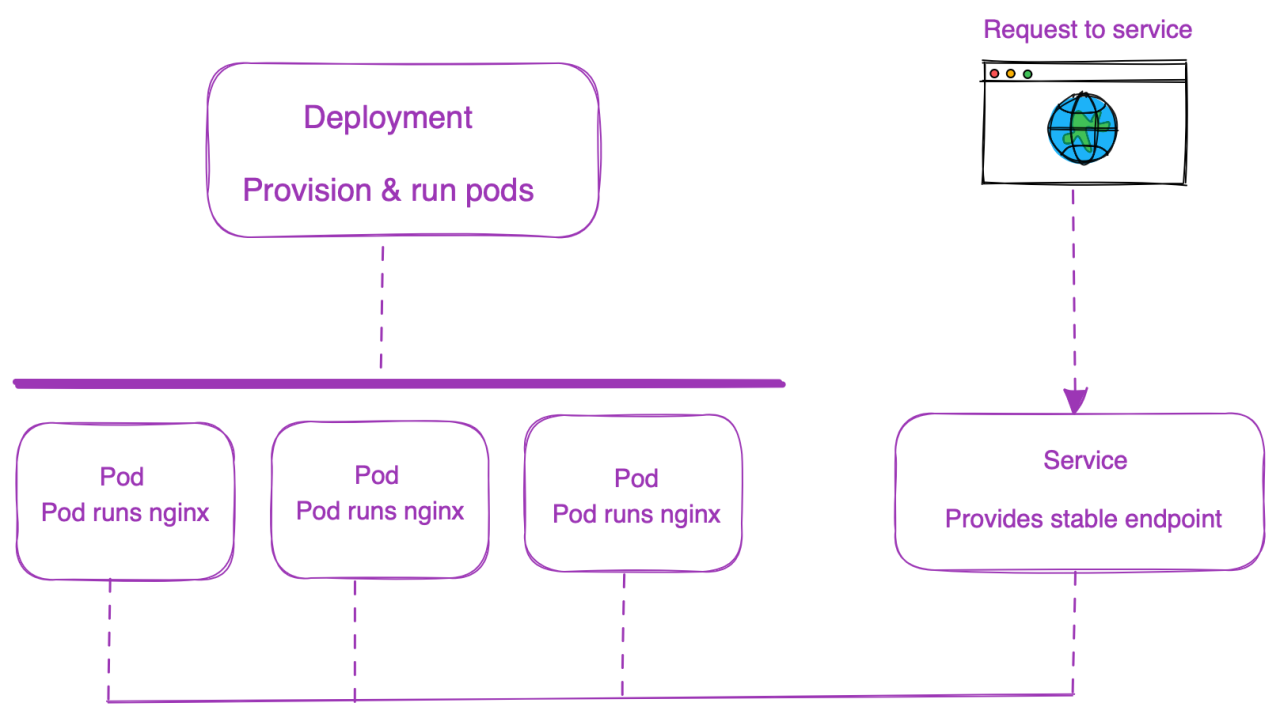 Request to service
Deployment
Provision & run pods
Pod
Pod runs nginx
Pod
Pod runs nginx
Pod
Pod runs nginx
Service
Provides stable endpoint